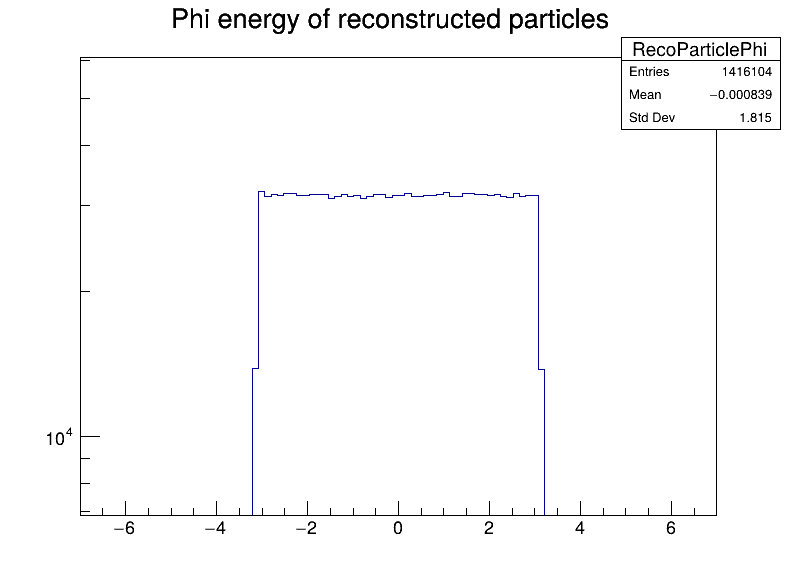 Phi energy of reconstructed particles
RecoParticlePhi
Entries 1416104
Mean −0.000839
Std Dev 1.815
10^4
−6 −4 −2 0 2 4 6